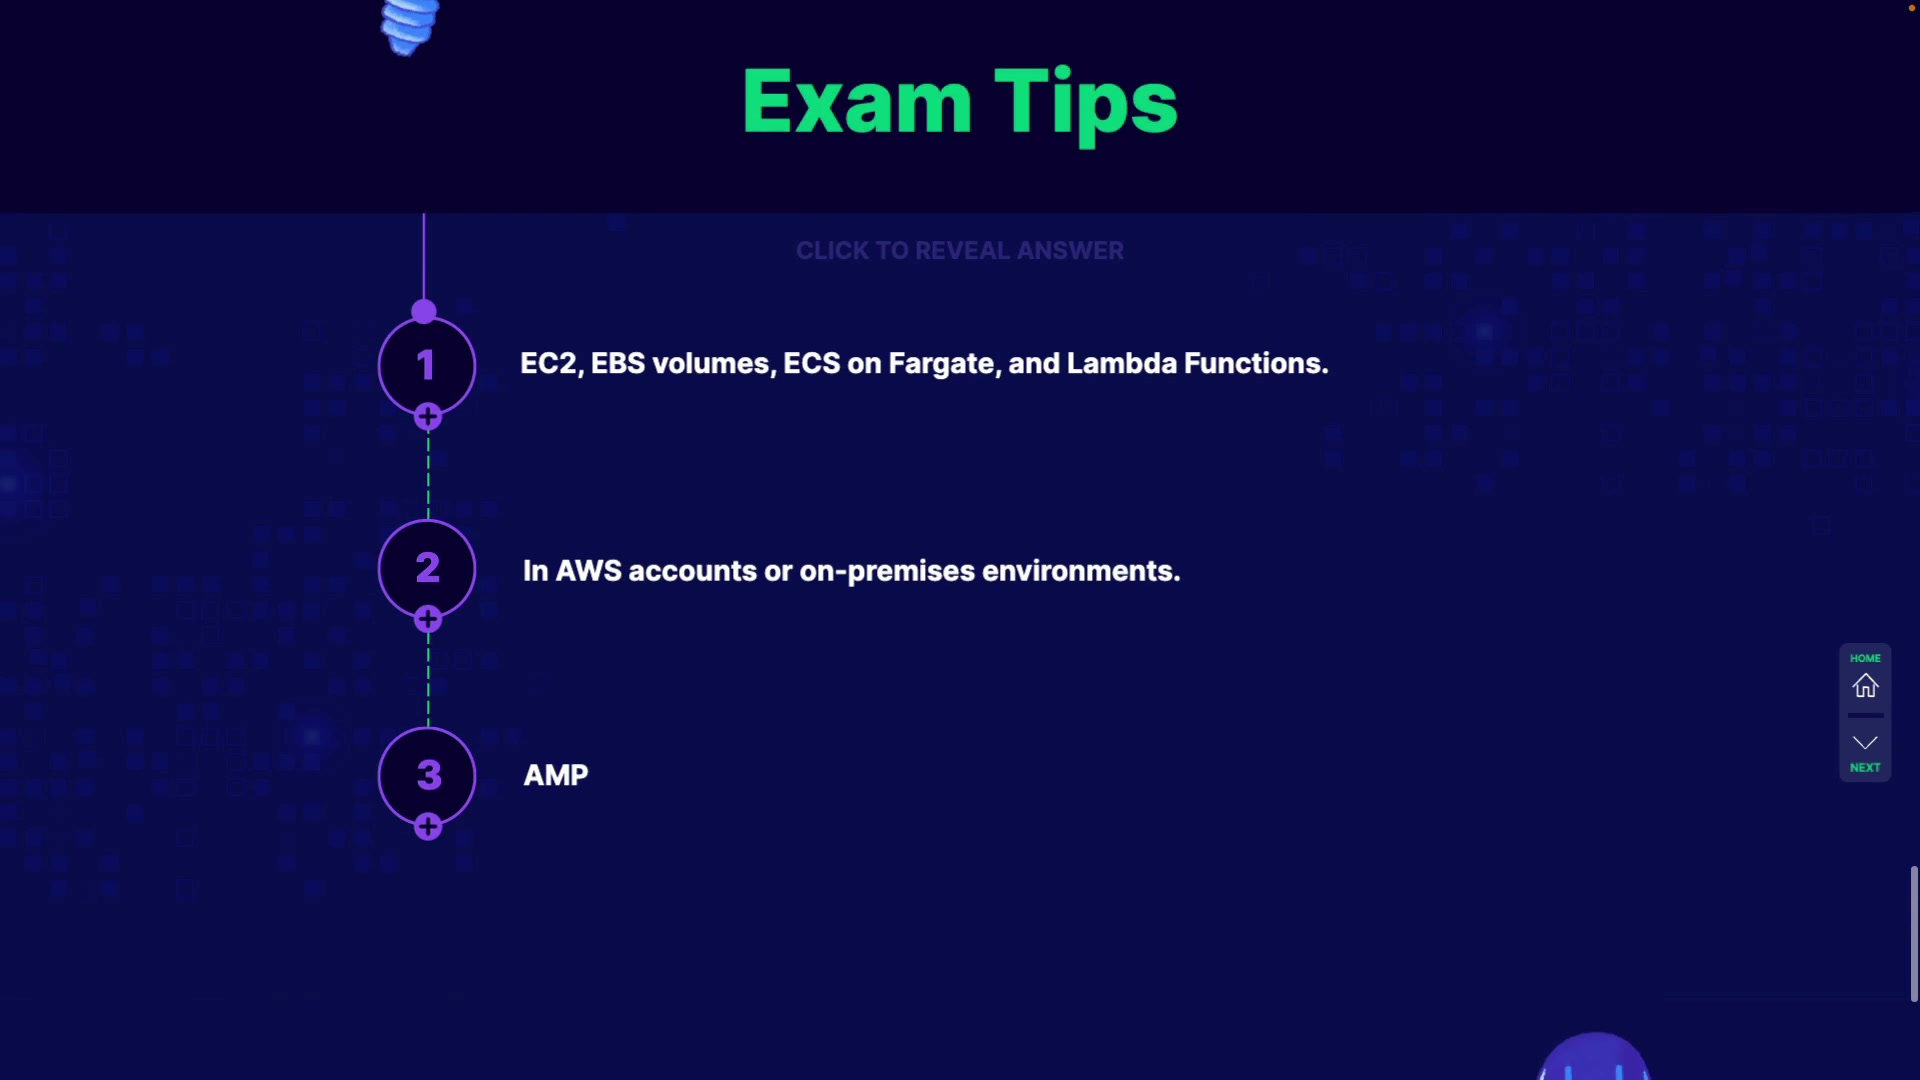 Exam Tips
CLICK TO REVEAL ANSWER
1
EC2, EBS volumes, ECS on Fargate, and Lambda Functions.
2
In AWS accounts or on-premises environments.
3
AMP
HOME
NEXT